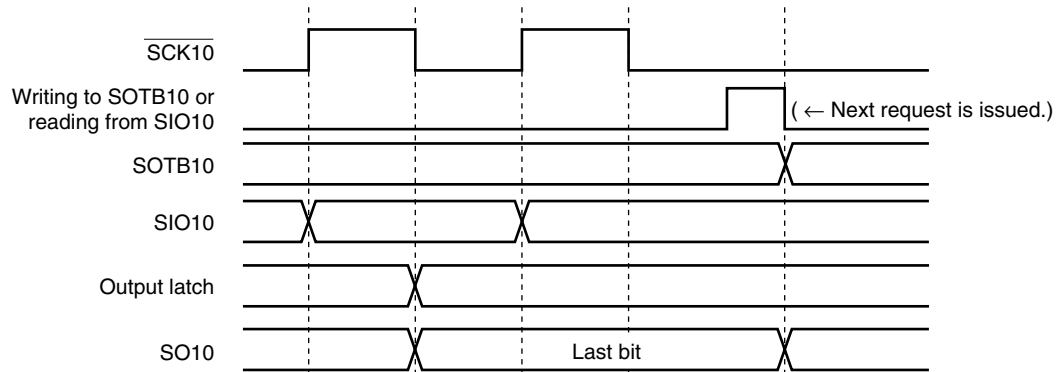 SCK10
Writing to SOTB10 or
reading from SIO10
( ← Next request is issued.)
SOTB10
SIO10
Output latch
SO10
Last bit